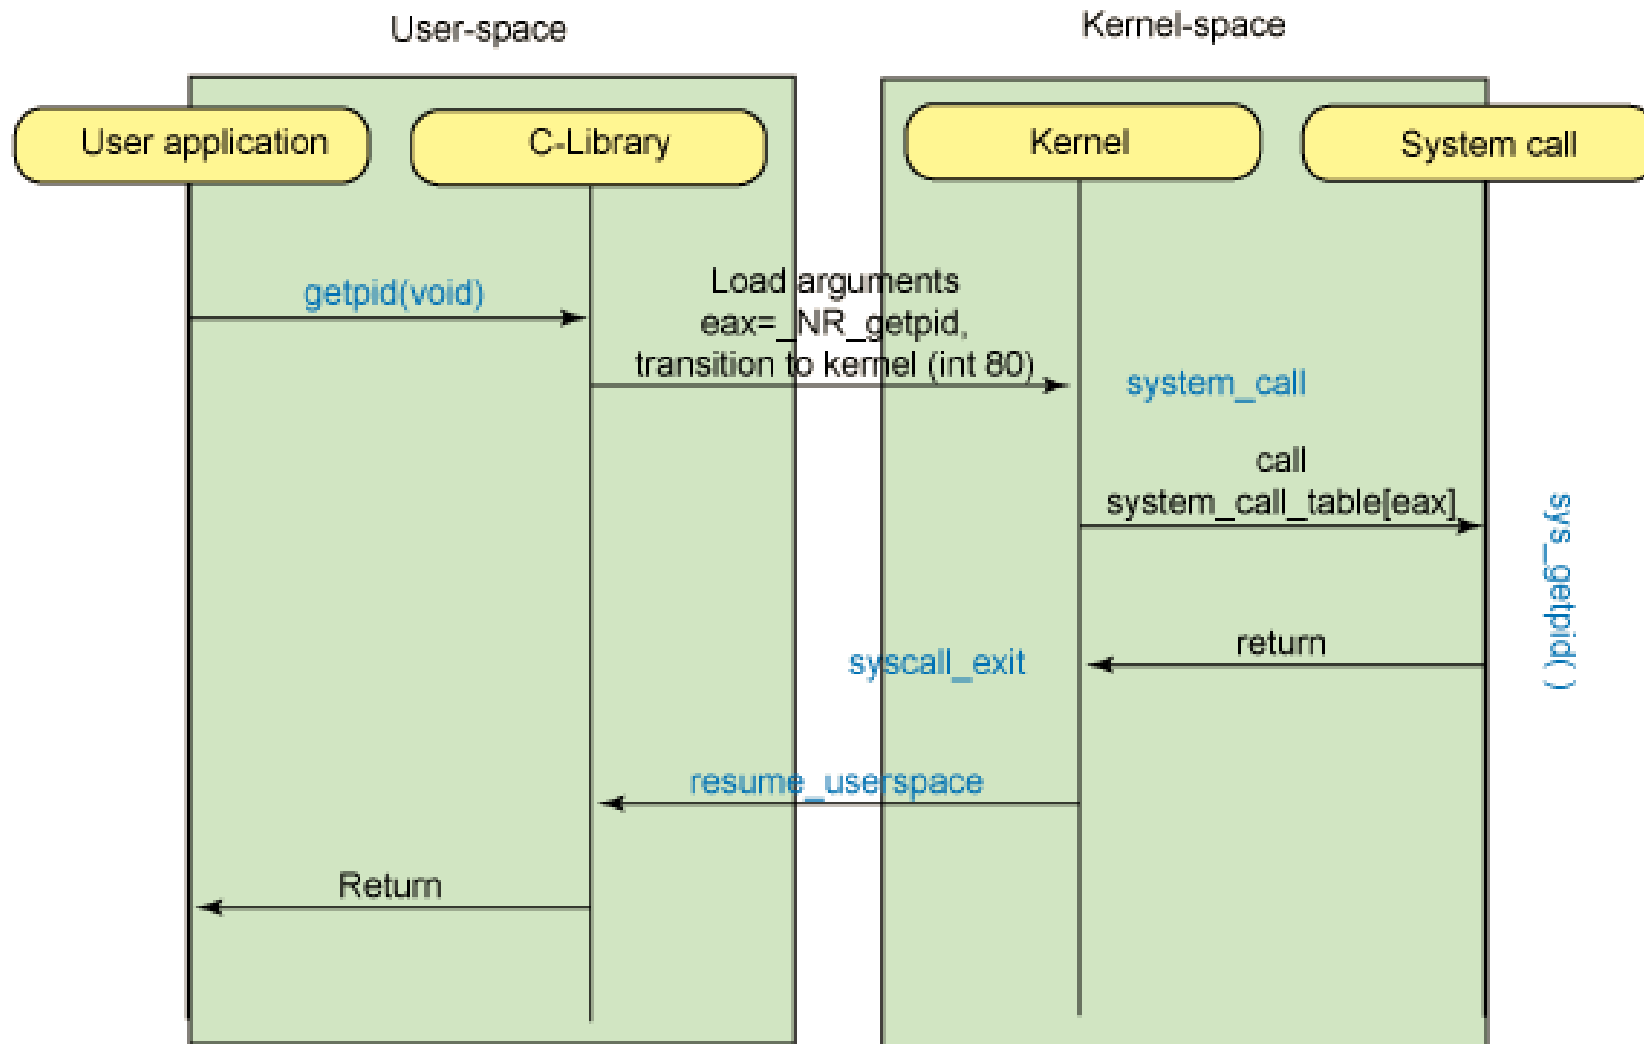 User-space
Kernel-space
User application
C-Library
Kernel
System call
getpid(void)
Load arguments
eax=_NR_getpid,
transition to kernel (int 80)
system_call
call
system_call_table[eax]
sys_getpid( )
return
syscall_exit
resume_userspace
Return